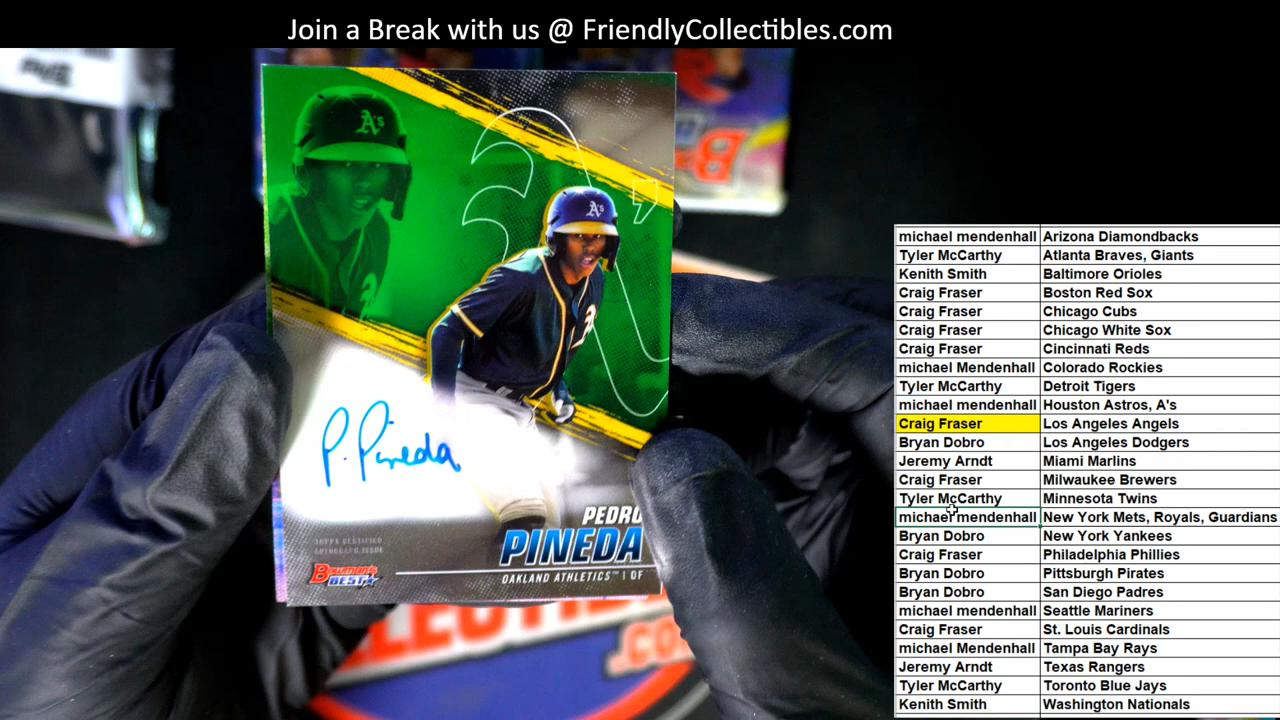 Join a Break with us @ FriendlyCollectibles.com
A's
A's
P. Pineda
PEDRO
PINEDA
OAKLAND ATHLETICS™ | OF
TOPPS CERTIFIED
AUTOGRAPH ISSUE
BOWMAN'S
BEST
.COM
michael mendenhall Arizona Diamondbacks
Tyler McCarthy Atlanta Braves, Giants
Kenith Smith Baltimore Orioles
Craig Fraser Boston Red Sox
Craig Fraser Chicago Cubs
Craig Fraser Chicago White Sox
Craig Fraser Cincinnati Reds
michael Mendenhall Colorado Rockies
Tyler McCarthy Detroit Tigers
michael mendenhall Houston Astros, A's
Craig Fraser Los Angeles Angels
Bryan Dobro Los Angeles Dodgers
Jeremy Arndt Miami Marlins
Craig Fraser Milwaukee Brewers
Tyler McCarthy Minnesota Twins
michael mendenhall New York Mets, Royals, Guardians
Bryan Dobro New York Yankees
Craig Fraser Philadelphia Phillies
Bryan Dobro Pittsburgh Pirates
Bryan Dobro San Diego Padres
michael mendenhall Seattle Mariners
Craig Fraser St. Louis Cardinals
michael Mendenhall Tampa Bay Rays
Jeremy Arndt Texas Rangers
Tyler McCarthy Toronto Blue Jays
Kenith Smith Washington Nationals